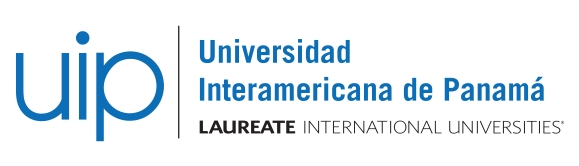 uip
Universidad
Interamericana de Panamá
LAUREATE INTERNATIONAL UNIVERSITIES®